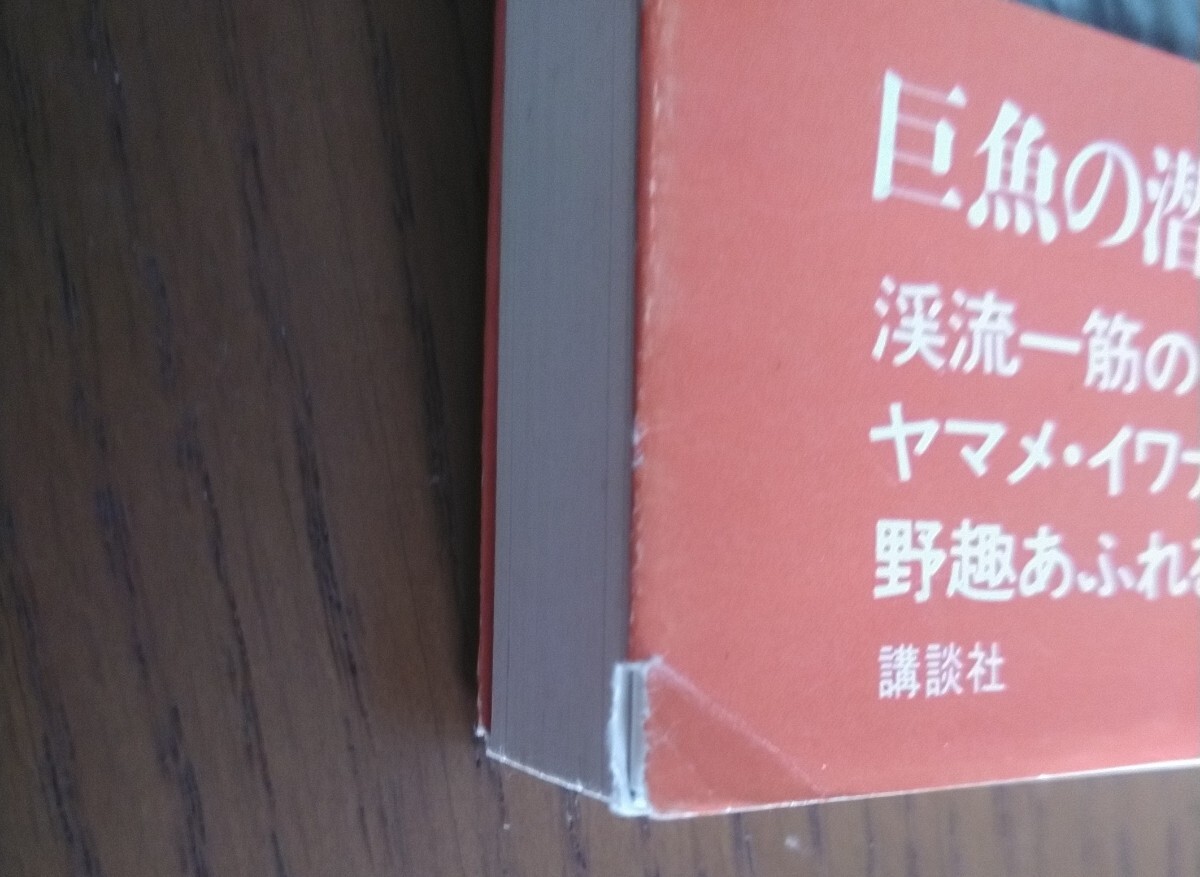 巨魚の潜
渓流一筋の
ヤマメ・イワナ
野趣あふれ
講談社